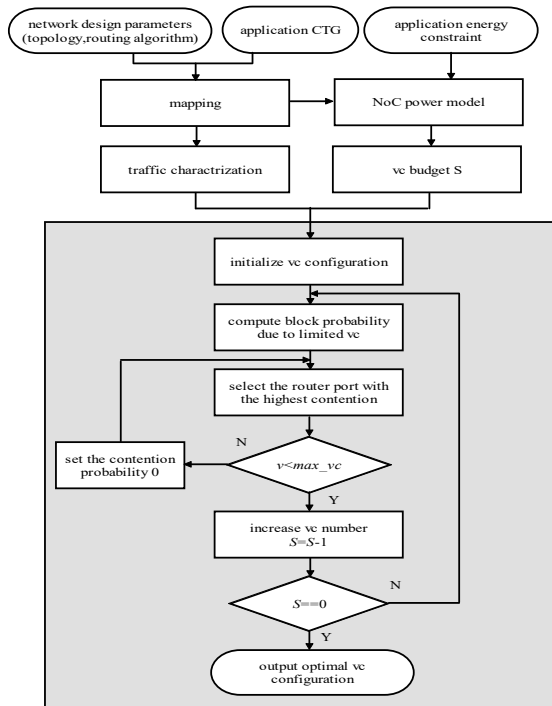 network design parameters
(topology,routing algorithm)
application CTG
application energy
constraint
mapping
NoC power model
traffic charactrization
vc budget S
initialize vc configuration
compute block probability
due to limited vc
select the router port with
the highest contention
N
set the contention
probability 0
v<max_vc
Y
increase vc number
S=S-1
N
S==0
Y
output optimal vc
configuration